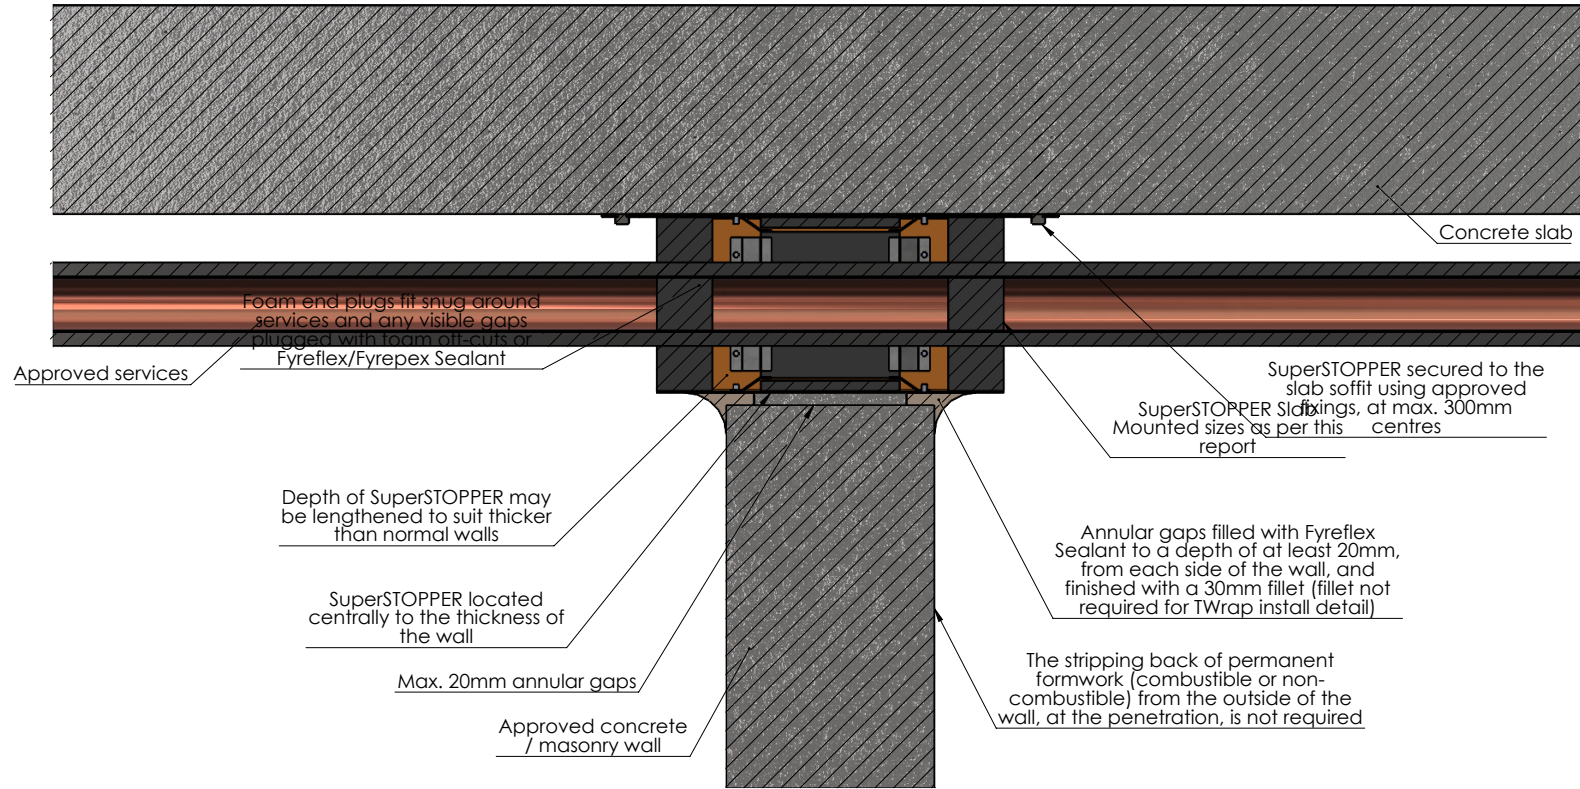 Concrete slab
Foam end plugs fit snug around
services and any visible gaps
plugged with foam off-cuts or
Fyreflex/Fyrepex Sealant
Approved services
SuperSTOPPER secured to the
slab soffit using approved
fixings, at max. 300mm
centres
SuperSTOPPER Slab
Mounted sizes as per this
report
Depth of SuperSTOPPER may
be lengthened to suit thicker
than normal walls
Annular gaps filled with Fyreflex
Sealant to a depth of at least 20mm,
from each side of the wall, and
finished with a 30mm fillet (fillet not
required for TWrap install detail)
SuperSTOPPER located
centrally to the thickness of
the wall
Max. 20mm annular gaps
The stripping back of permanent
formwork (combustible or non-
combustible) from the outside of the
wall, at the penetration, is not required
Approved concrete
/ masonry wall